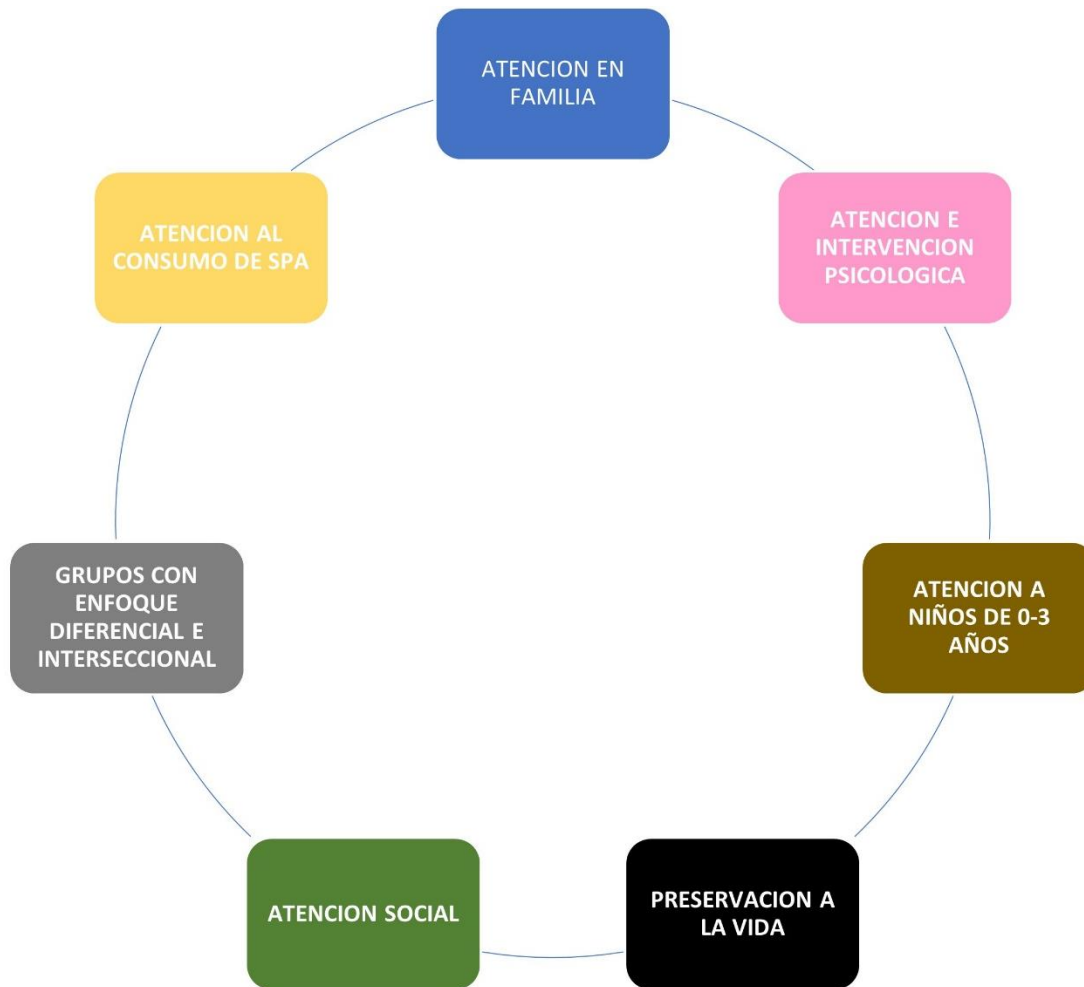 ATENCION EN
FAMILIA
ATENCION E
INTERVENCION
PSICOLOGICA
ATENCION A
NIÑOS DE 0-3
AÑOS
PRESERVACION A
LA VIDA
ATENCION SOCIAL
GRUPOS CON
ENFOQUE
DIFERENCIAL E
INTERSECCIONAL
ATENCION AL
CONSUMO DE SPA